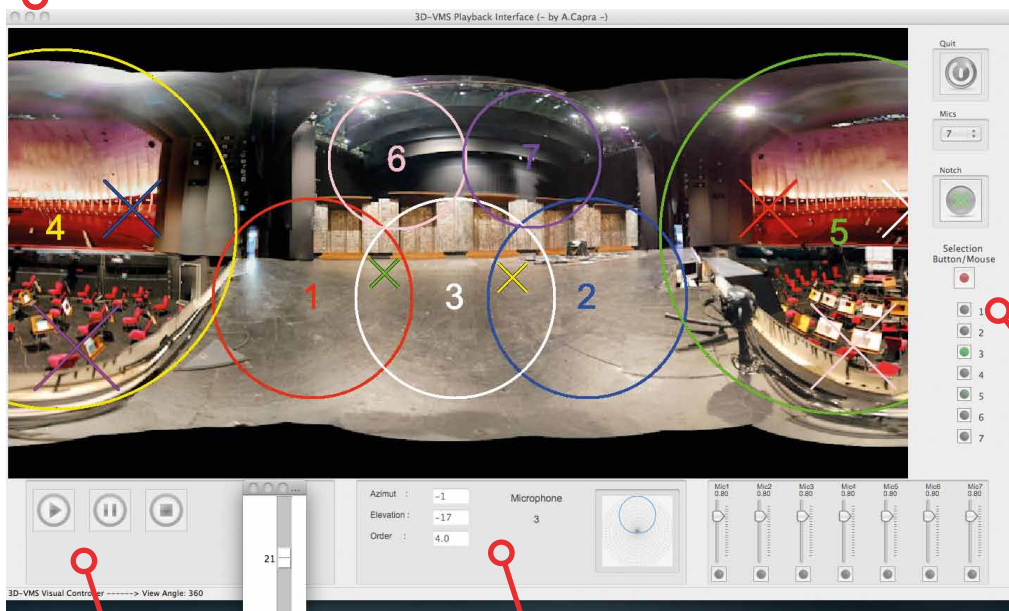 3D-VMS Playback Interface (- by A.Capra -)
Quit
Mics
7
Notch
Selection
Button/Mouse
1
2
3
4
5
6
7
6
7
4
5
1
3
2
Azimut :
-1
Elevation :
-17
Order :
4.0
Microphone
3
21
Mic1 Mic2 Mic3 Mic4 Mic5 Mic6 Mic7
0.80 0.80 0.80 0.80 0.80 0.80 0.80
3D-VMS Visual Controller ------> View Angle: 360